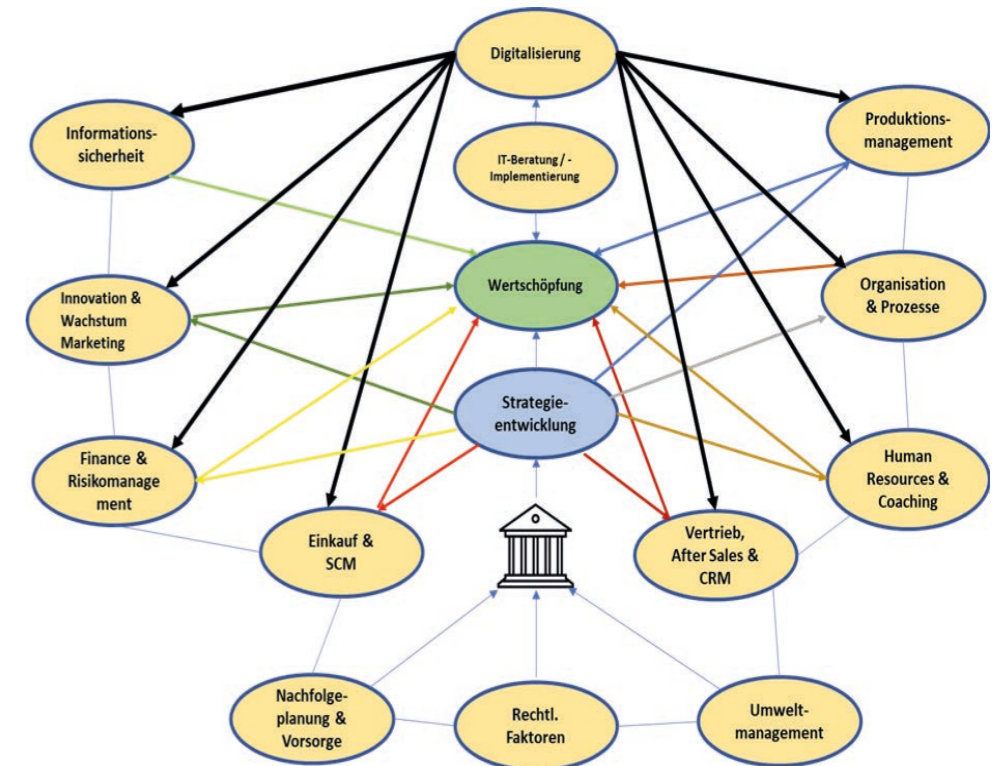 Digitalisierung
Informations-
sicherheit
IT-Beratung / -
Implementierung
Produktions-
management
Wertschöpfung
Innovation &
Wachstum
Marketing
Organisation
& Prozesse
Strategie-
entwicklung
Finance &
Risikomanage
ment
Human
Resources &
Coaching
Einkauf &
SCM
Vertrieb,
After Sales &
CRM
Nachfolge-
planung &
Vorsorge
Rechtl.
Faktoren
Umwelt-
management